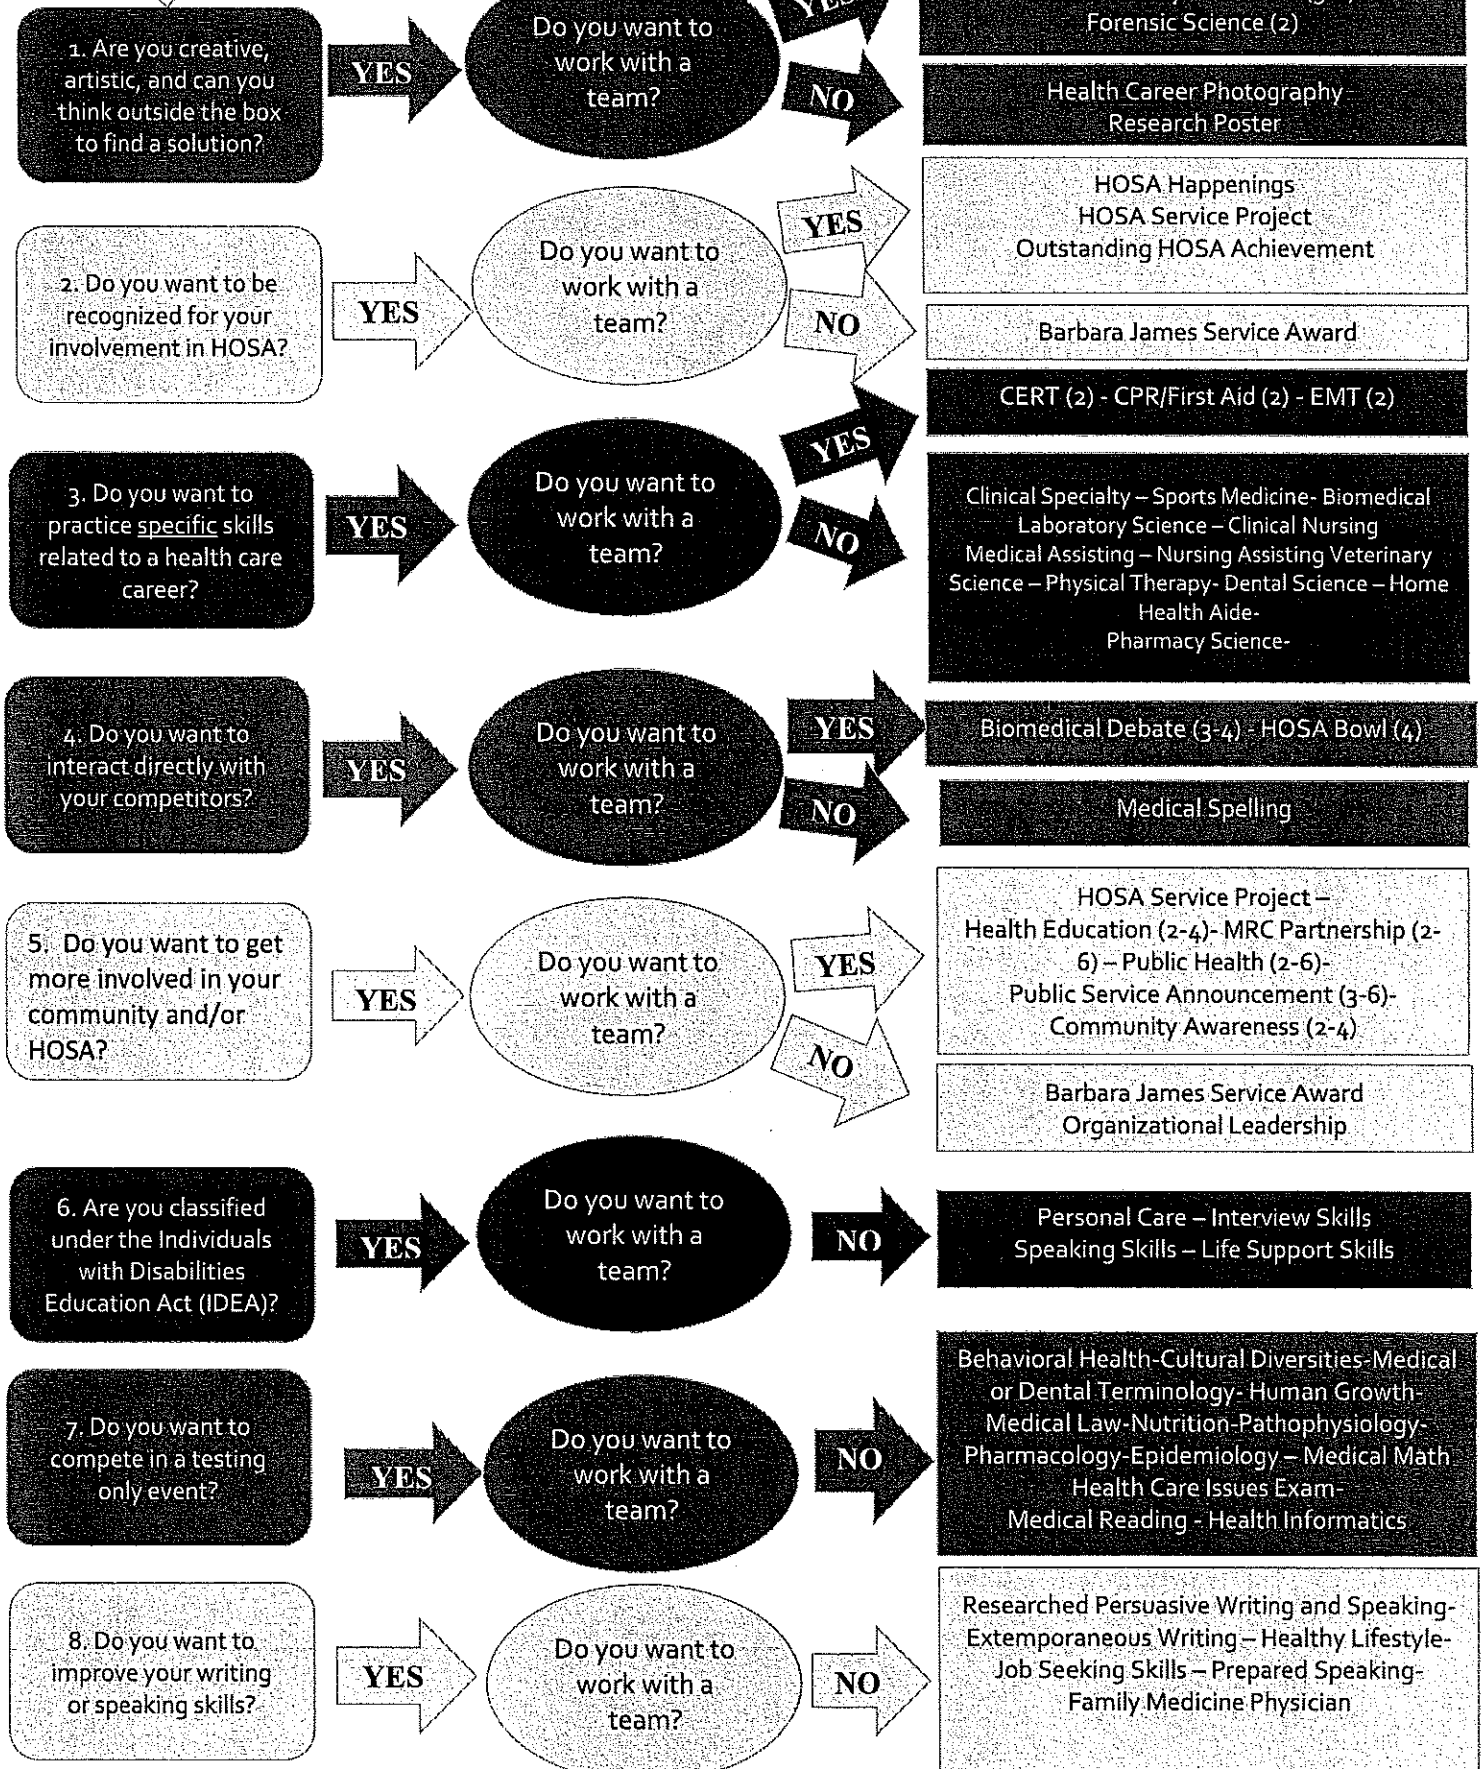 1. Are you creative,
artistic, and can you
think outside the box
to find a solution?
YES
Do you want to
work with a
team?
YES
Forensic Science (2)
NO
Health Career Photography
Research Poster
2. Do you want to be
recognized for your
involvement in HOSA?
YES
Do you want to
work with a
team?
YES
HOSA Happenings
HOSA Service Project
Outstanding HOSA Achievement
NO
Barbara James Service Award
3. Do you want to
practice specific skills
related to a health care
career?
YES
Do you want to
work with a
team?
YES
CERT (2) - CPR/First Aid (2) - EMT (2)
NO
Clinical Specialty – Sports Medicine- Biomedical
Laboratory Science – Clinical Nursing
Medical Assisting – Nursing Assisting Veterinary
Science – Physical Therapy- Dental Science – Home
Health Aide-
Pharmacy Science-
4. Do you want to
interact directly with
your competitors?
YES
Do you want to
work with a
team?
YES
Biomedical Debate (3-4) - HOSA Bowl (4)
NO
Medical Spelling
5. Do you want to get
more involved in your
community and/or
HOSA?
YES
Do you want to
work with a
team?
YES
HOSA Service Project –
Health Education (2-4)- MRC Partnership (2-
6) – Public Health (2-6)-
Public Service Announcement (3-6)-
Community Awareness (2-4)
NO
Barbara James Service Award
Organizational Leadership
6. Are you classified
under the Individuals
with Disabilities
Education Act (IDEA)?
YES
Do you want to
work with a
team?
NO
Personal Care – Interview Skills
Speaking Skills – Life Support Skills
7. Do you want to
compete in a testing
only event?
YES
Do you want to
work with a
team?
NO
Behavioral Health-Cultural Diversities-Medical
or Dental Terminology- Human Growth-
Medical Law-Nutrition-Pathophysiology-
Pharmacology-Epidemiology – Medical Math
Health Care Issues Exam-
Medical Reading - Health Informatics
8. Do you want to
improve your writing
or speaking skills?
YES
Do you want to
work with a
team?
NO
Researched Persuasive Writing and Speaking-
Extemporaneous Writing – Healthy Lifestyle-
Job Seeking Skills – Prepared Speaking-
Family Medicine Physician